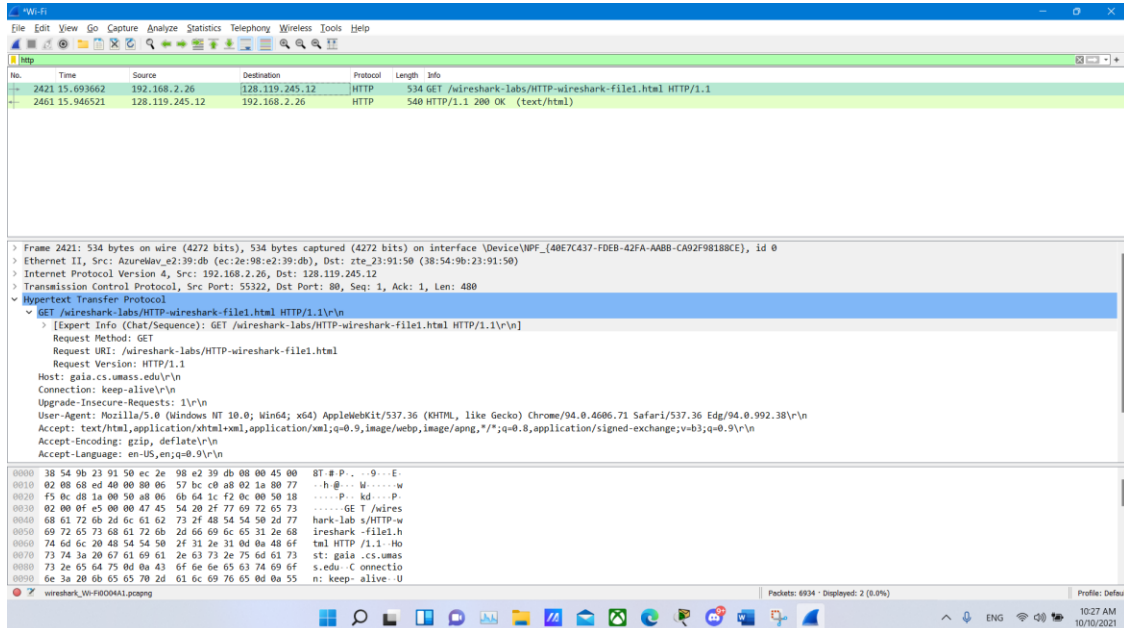 *Wi-Fi
File Edit View Go Capture Analyze Statistics Telephony Wireless Tools Help
http
No. Time Source Destination Protocol Length Info
2421 15.693662 192.168.2.26 128.119.245.12 HTTP 534 GET /wireshark-labs/HTTP-wireshark-file1.html HTTP/1.1
2461 15.946521 128.119.245.12 192.168.2.26 HTTP 540 HTTP/1.1 200 OK (text/html)
> Frame 2421: 534 bytes on wire (4272 bits), 534 bytes captured (4272 bits) on interface \Device\NPF_{40E7C437-FDEB-42FA-AABB-CA92F98188CE}, id 0
> Ethernet II, Src: AzureWav_e2:39:db (ec:2e:98:e2:39:db), Dst: zte_23:91:50 (38:54:9b:23:91:50)
> Internet Protocol Version 4, Src: 192.168.2.26, Dst: 128.119.245.12
> Transmission Control Protocol, Src Port: 55322, Dst Port: 80, Seq: 1, Ack: 1, Len: 480
Hypertext Transfer Protocol
GET /wireshark-labs/HTTP-wireshark-file1.html HTTP/1.1\r\n
> [Expert Info (Chat/Sequence): GET /wireshark-labs/HTTP-wireshark-file1.html HTTP/1.1\r\n]
Request Method: GET
Request URI: /wireshark-labs/HTTP-wireshark-file1.html
Request Version: HTTP/1.1
Host: gaia.cs.umass.edu\r\n
Connection: keep-alive\r\n
Upgrade-Insecure-Requests: 1\r\n
User-Agent: Mozilla/5.0 (Windows NT 10.0; Win64; x64) AppleWebKit/537.36 (KHTML, like Gecko) Chrome/94.0.4606.71 Safari/537.36 Edg/94.0.992.38\r\n
Accept: text/html,application/xhtml+xml,application/xml;q=0.9,image/webp,image/apng,*/*;q=0.8,application/signed-exchange;v=b3;q=0.9\r\n
Accept-Encoding: gzip, deflate\r\n
Accept-Language: en-US,en;q=0.9\r\n
0000 38 54 9b 23 91 50 ec 2e 98 e2 39 db 08 00 45 00 8T·#·P·. ··9···E·
0010 02 08 68 ed 40 00 80 06 57 bc c0 a8 02 1a 80 77 ··h·@··· W······w
0020 f5 0c d8 1a 00 50 a8 06 6b 64 1c f2 0c 00 50 18 ·····P·· kd····P·
0030 02 00 0f e5 00 00 47 45 54 20 2f 77 69 72 65 73 ······GE T /wires
0040 68 61 72 6b 2d 6c 61 62 73 2f 48 54 54 50 2d 77 hark-lab s/HTTP-w
0050 69 72 65 73 68 61 72 6b 2d 66 69 6c 65 31 2e 68 ireshark -file1.h
0060 74 6d 6c 20 48 54 54 50 2f 31 2e 31 0d 0a 48 6f tml HTTP /1.1··Ho
0070 73 74 3a 20 67 61 69 61 2e 63 73 2e 75 6d 61 73 st: gaia .cs.umas
0080 73 2e 65 64 75 0d 0a 43 6f 6e 6e 65 63 74 69 6f s.edu··C onnectio
0090 6e 3a 20 6b 65 65 70 2d 61 6c 69 76 65 0d 0a 55 n: keep- alive··U
wireshark_Wi-Fi0O04A1.pcapng Packets: 6934 · Displayed: 2 (0.0%) Profile: Defau
ENG 10:27 AM
10/10/2021